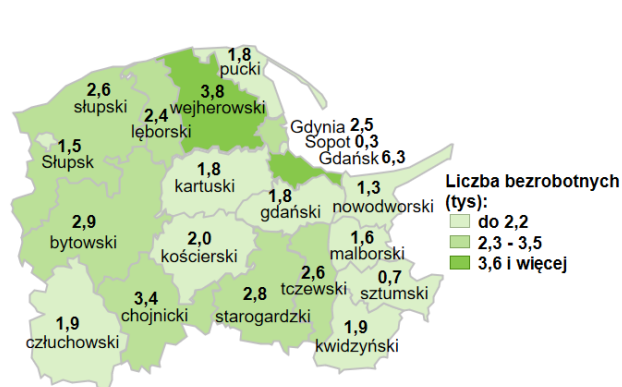 1,8
pucki
2,6
słupski
3,8
wejherowski
2,4
lęborski
Gdynia 2,5
Sopot 0,3
Gdańsk 6,3
1,5
Słupsk
1,8
kartuski
1,8
gdański
1,3
nowodworski
Liczba bezrobotnych
(tys):
do 2,2
2,3 - 3,5
3,6 i więcej
2,9
bytowski
2,0
kościerski
1,6
malborski
2,6
tczewski
0,7
sztumski
3,4
chojnicki
2,8
starogardzki
1,9
człuchowski
1,9
kwidzyński